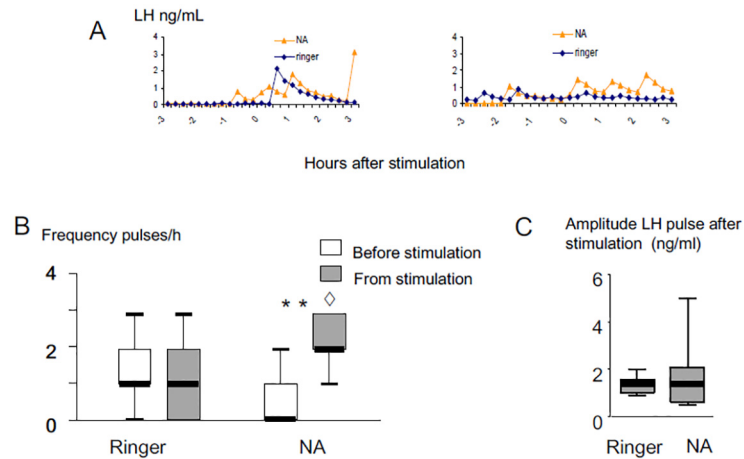 LH ng/mL
A
NA
ringer
4
3
2
1
0
-3
-2
-1
0
1
2
3
NA
ringer
4
3
2
1
0
-3
-2
-1
0
1
2
3
Hours after stimulation
B
Frequency pulses/h
Before stimulation
From stimulation
4
2
0
* *
◊
Ringer
NA
C
Amplitude LH pulse after
stimulation (ng/ml)
6
4
2
0
Ringer
NA